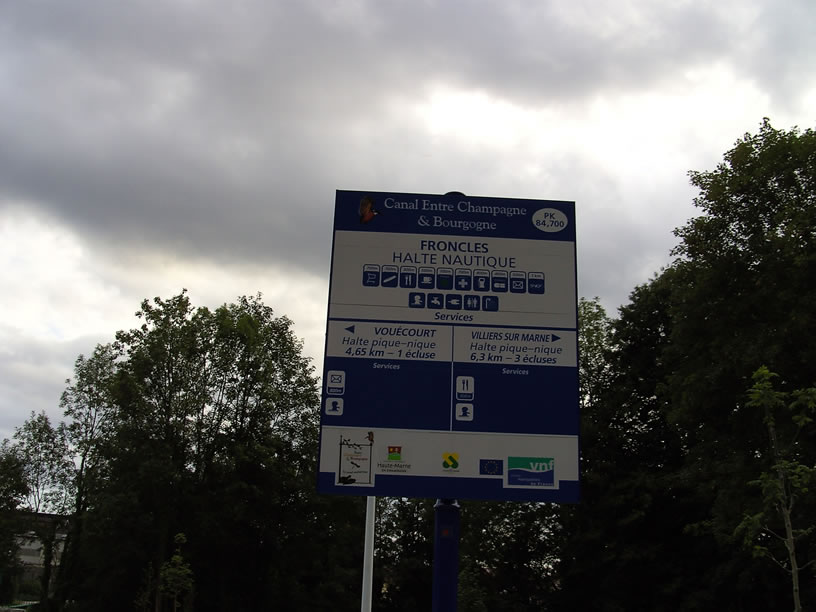 Canal Entre Champagne
& Bourgogne
PK
84,700
FRONCLES
HALTE NAUTIQUE
Services
VOUÉCOURT
Halte pique-nique
4,65 km - 1 écluse
Services
VILLIERS SUR MARNE
Halte pique-nique
6,3 km - 3 écluses
Services
Haute-Marne
vnf